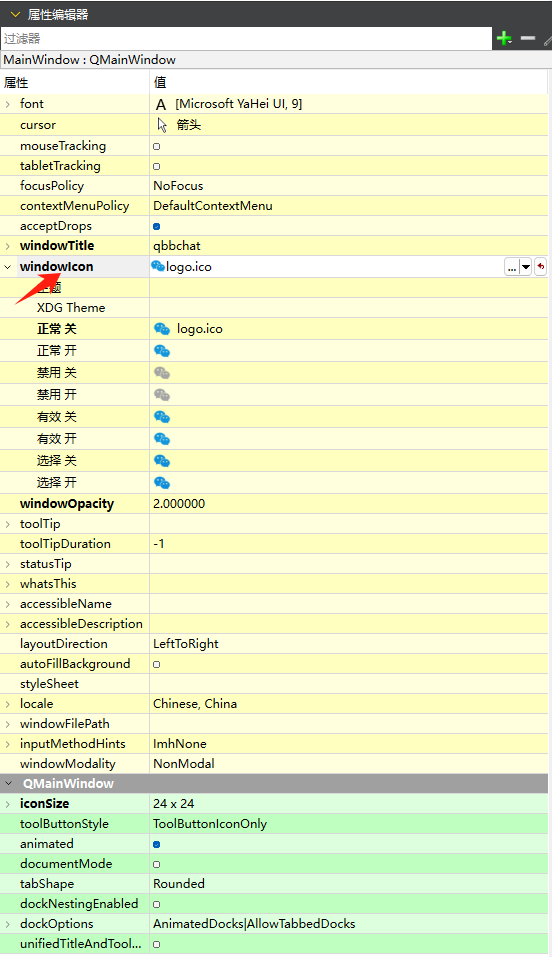 属性编辑器
过滤器
MainWindow : QMainWindow
属性 值
font A [Microsoft YaHei UI, 9]
cursor 箭头
mouseTracking
tabletTracking
focusPolicy NoFocus
contextMenuPolicy DefaultContextMenu
acceptDrops
windowTitle qbbchat
windowIcon logo.ico ...
主题
XDG Theme
正常 关 logo.ico
正常 开
禁用 关
禁用 开
有效 关
有效 开
选择 关
选择 开
windowOpacity 2.000000
toolTip
toolTipDuration -1
statusTip
whatsThis
accessibleName
accessibleDescription
layoutDirection LeftToRight
autoFillBackground
styleSheet
locale Chinese, China
windowFilePath
inputMethodHints ImhNone
windowModality NonModal
QMainWindow
iconSize 24 x 24
toolButtonStyle ToolButtonIconOnly
animated
documentMode
tabShape Rounded
dockNestingEnabled
dockOptions AnimatedDocks|AllowTabbedDocks
unifiedTitleAndTool...